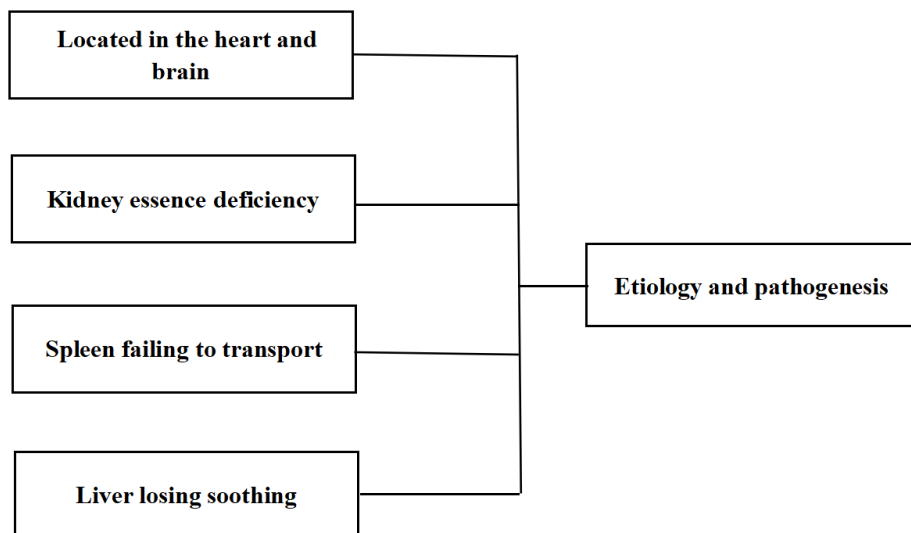 Located in the heart and
brain
Kidney essence deficiency
Etiology and pathogenesis
Spleen failing to transport
Liver losing soothing